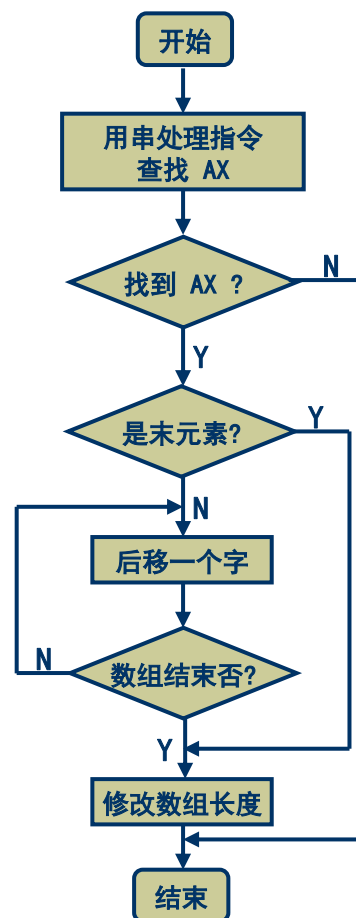 开始
用串处理指令
查找 AX
找到 AX ?
N
Y
是末元素?
Y
N
后移一个字
数组结束否?
N
Y
修改数组长度
结束